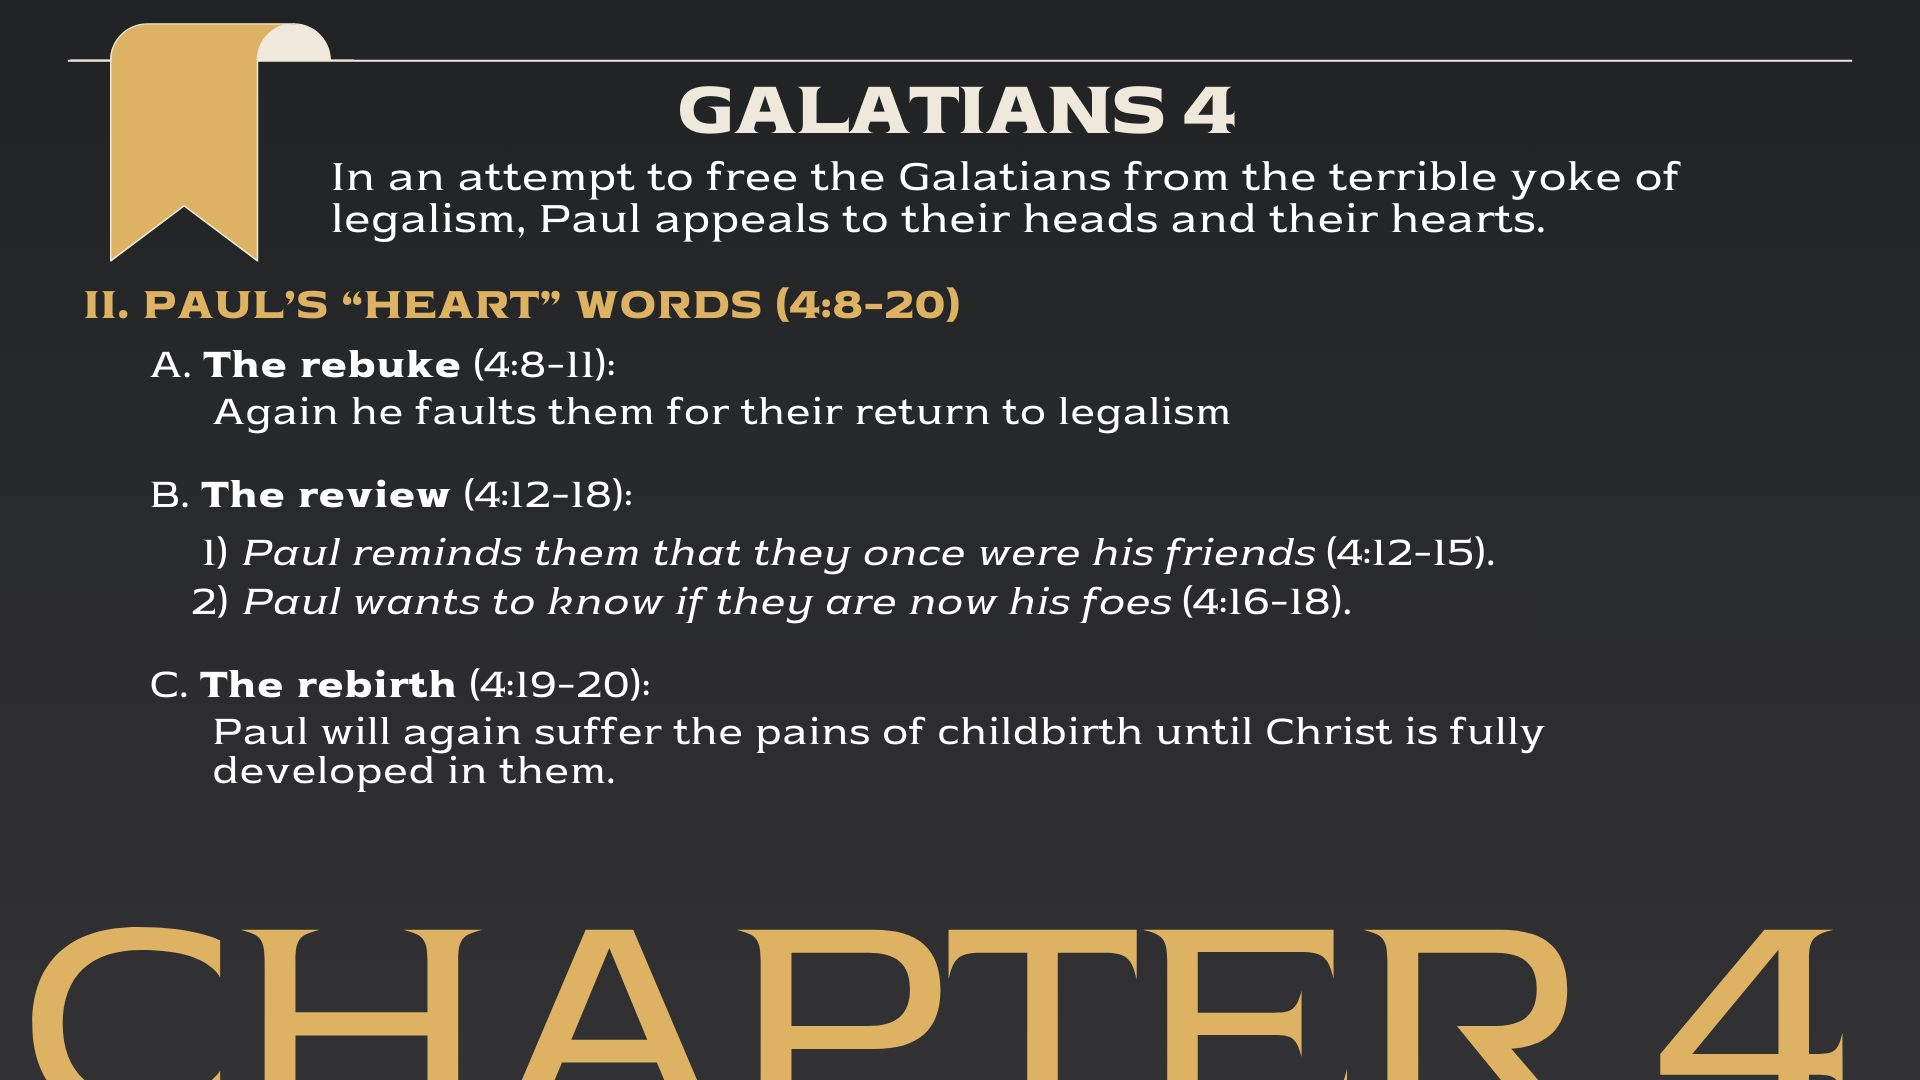 GALATIANS 4
In an attempt to free the Galatians from the terrible yoke of
legalism, Paul appeals to their heads and their hearts.
II. PAUL’S “HEART” WORDS (4:8–20)
A. The rebuke (4:8–11):
Again he faults them for their return to legalism
B. The review (4:12–18):
1) Paul reminds them that they once were his friends (4:12–15).
2) Paul wants to know if they are now his foes (4:16–18).
C. The rebirth (4:19–20):
Paul will again suffer the pains of childbirth until Christ is fully
developed in them.
CHAPTER 4